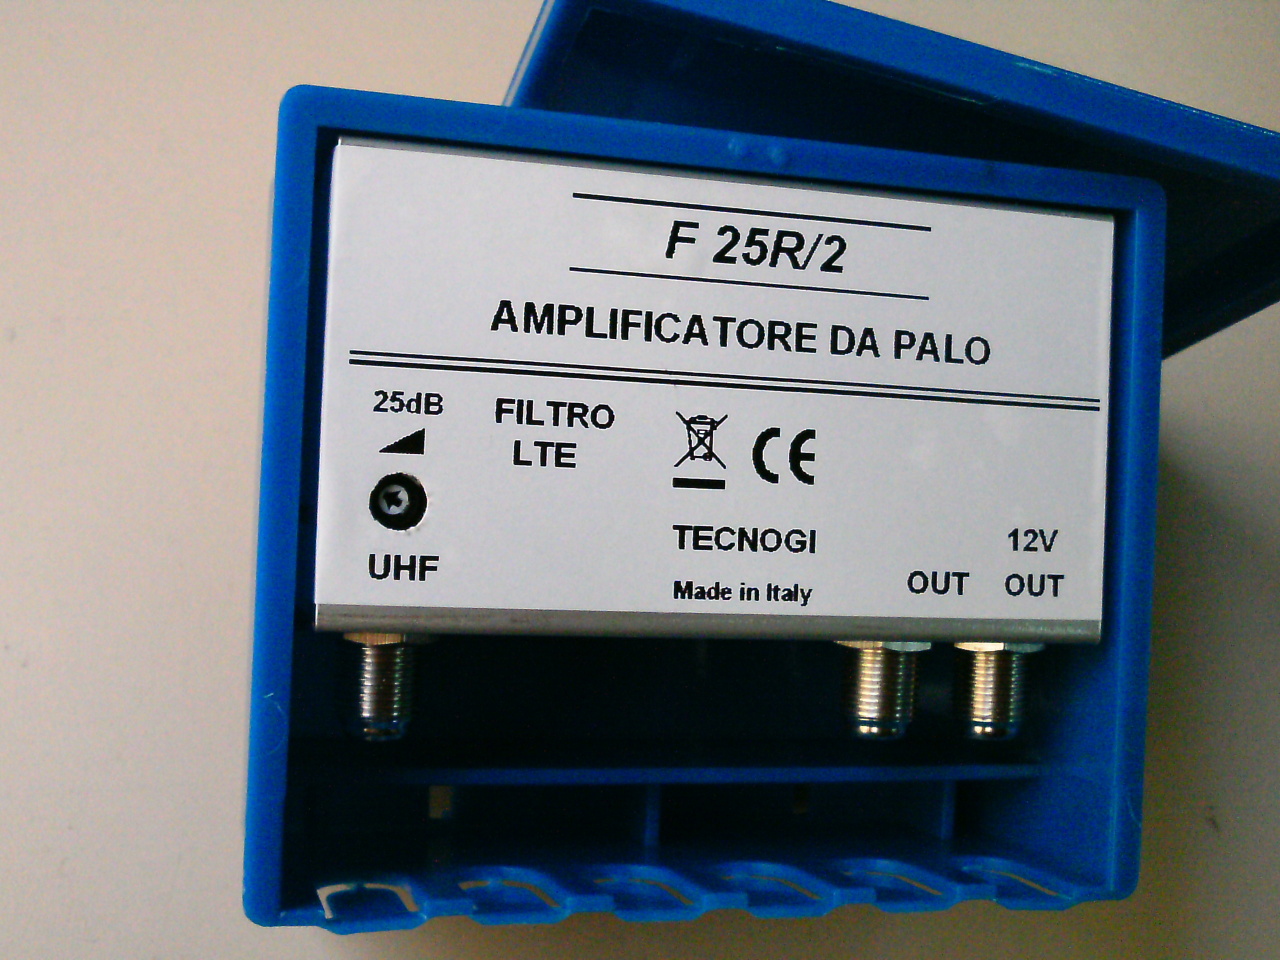 F 25R/2
AMPLIFICATORE DA PALO
25dB
FILTRO
LTE
CE
UHF
TECNOGI
Made in Italy
OUT
12V
OUT